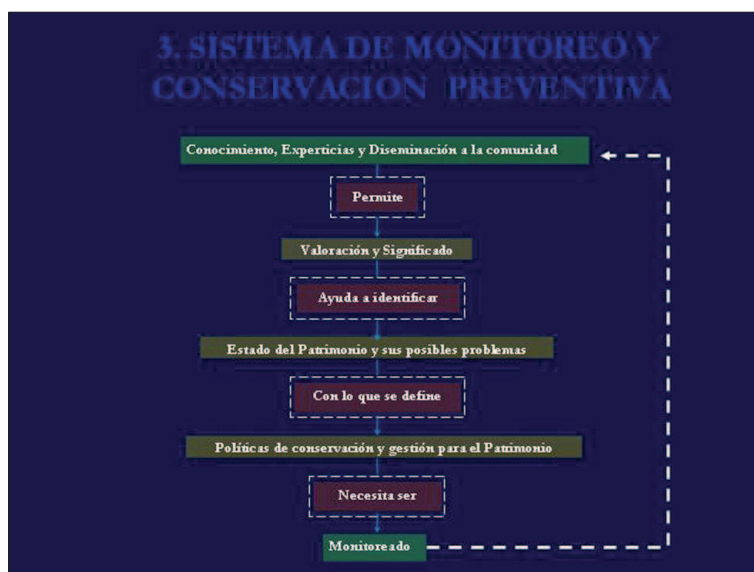 3. SISTEMA DE MONITOREO Y
CONSERVACION PREVENTIVA
Conocimiento, Experticias y Diseminación a la comunidad
Permite
Valoración y Significado
Ayuda a identificar
Estado del Patrimonio y sus posibles problemas
Con lo que se define
Políticas de conservación y gestión para el Patrimonio
Necesita ser
Monitoreado